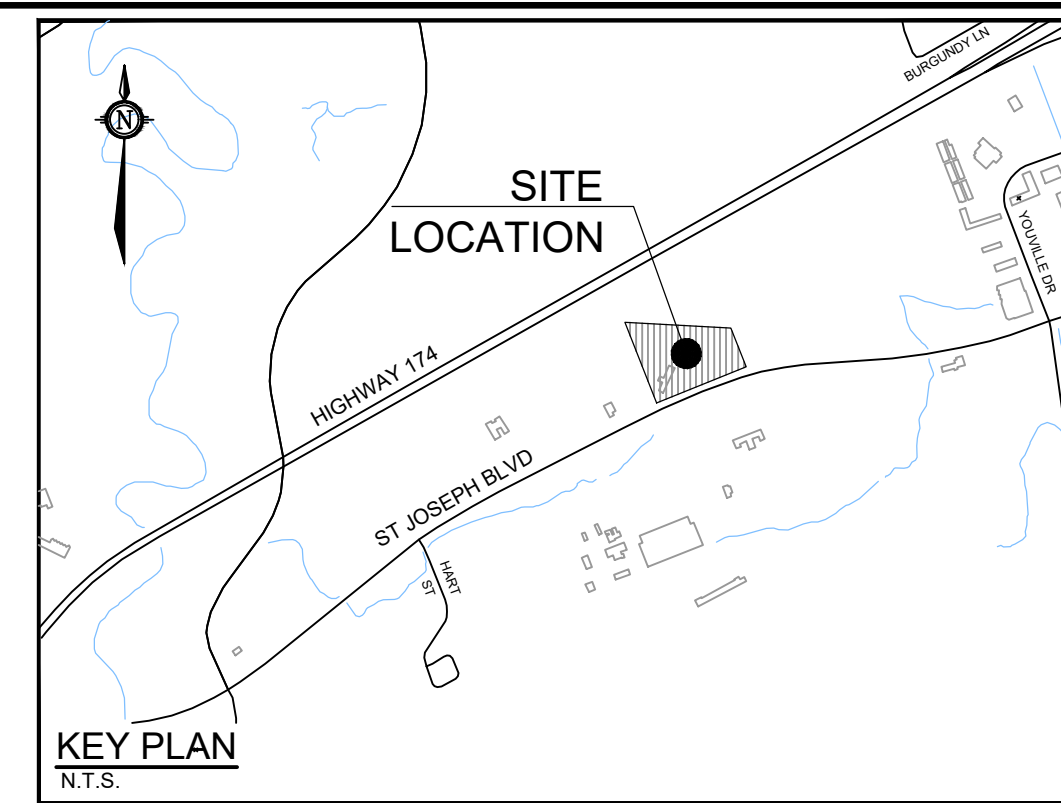 BURGUNDY LN
N
SITE
LOCATION
YOUVILLE DR
HIGHWAY 174
ST JOSEPH BLVD
HART
ST
KEY PLAN
N.T.S.